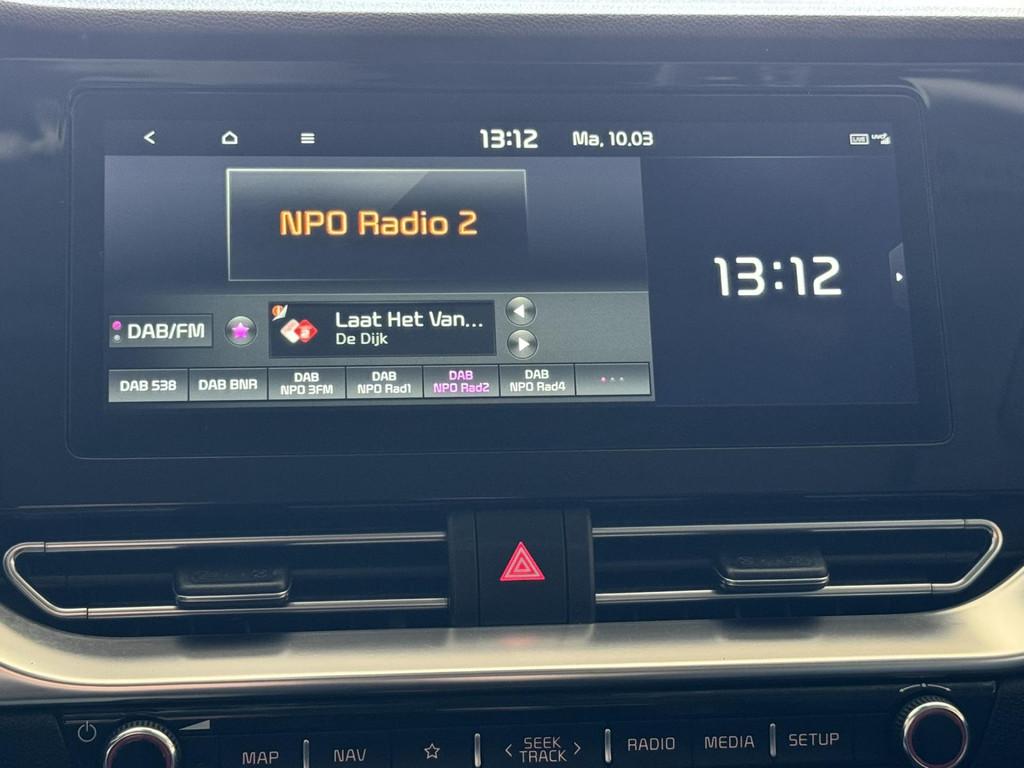 13:12 Ma, 10.03
NPO Radio 2
13:12
DAB/FM
Laat Het Van...
De Dijk
DAB 538
DAB BNR
DAB
NPO 3FM
DAB
NPO Rad1
DAB
NPO Rad2
DAB
NPO Rad4
MAP
NAV
SEEK
TRACK
RADIO
MEDIA
SETUP